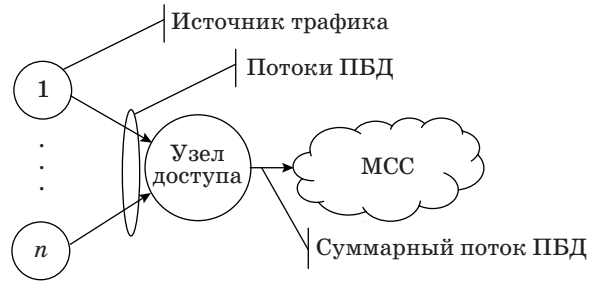 Источник трафика
Потоки ПБД
1
.
.
.
n
Узел
доступа
МСС
Суммарный поток ПБД